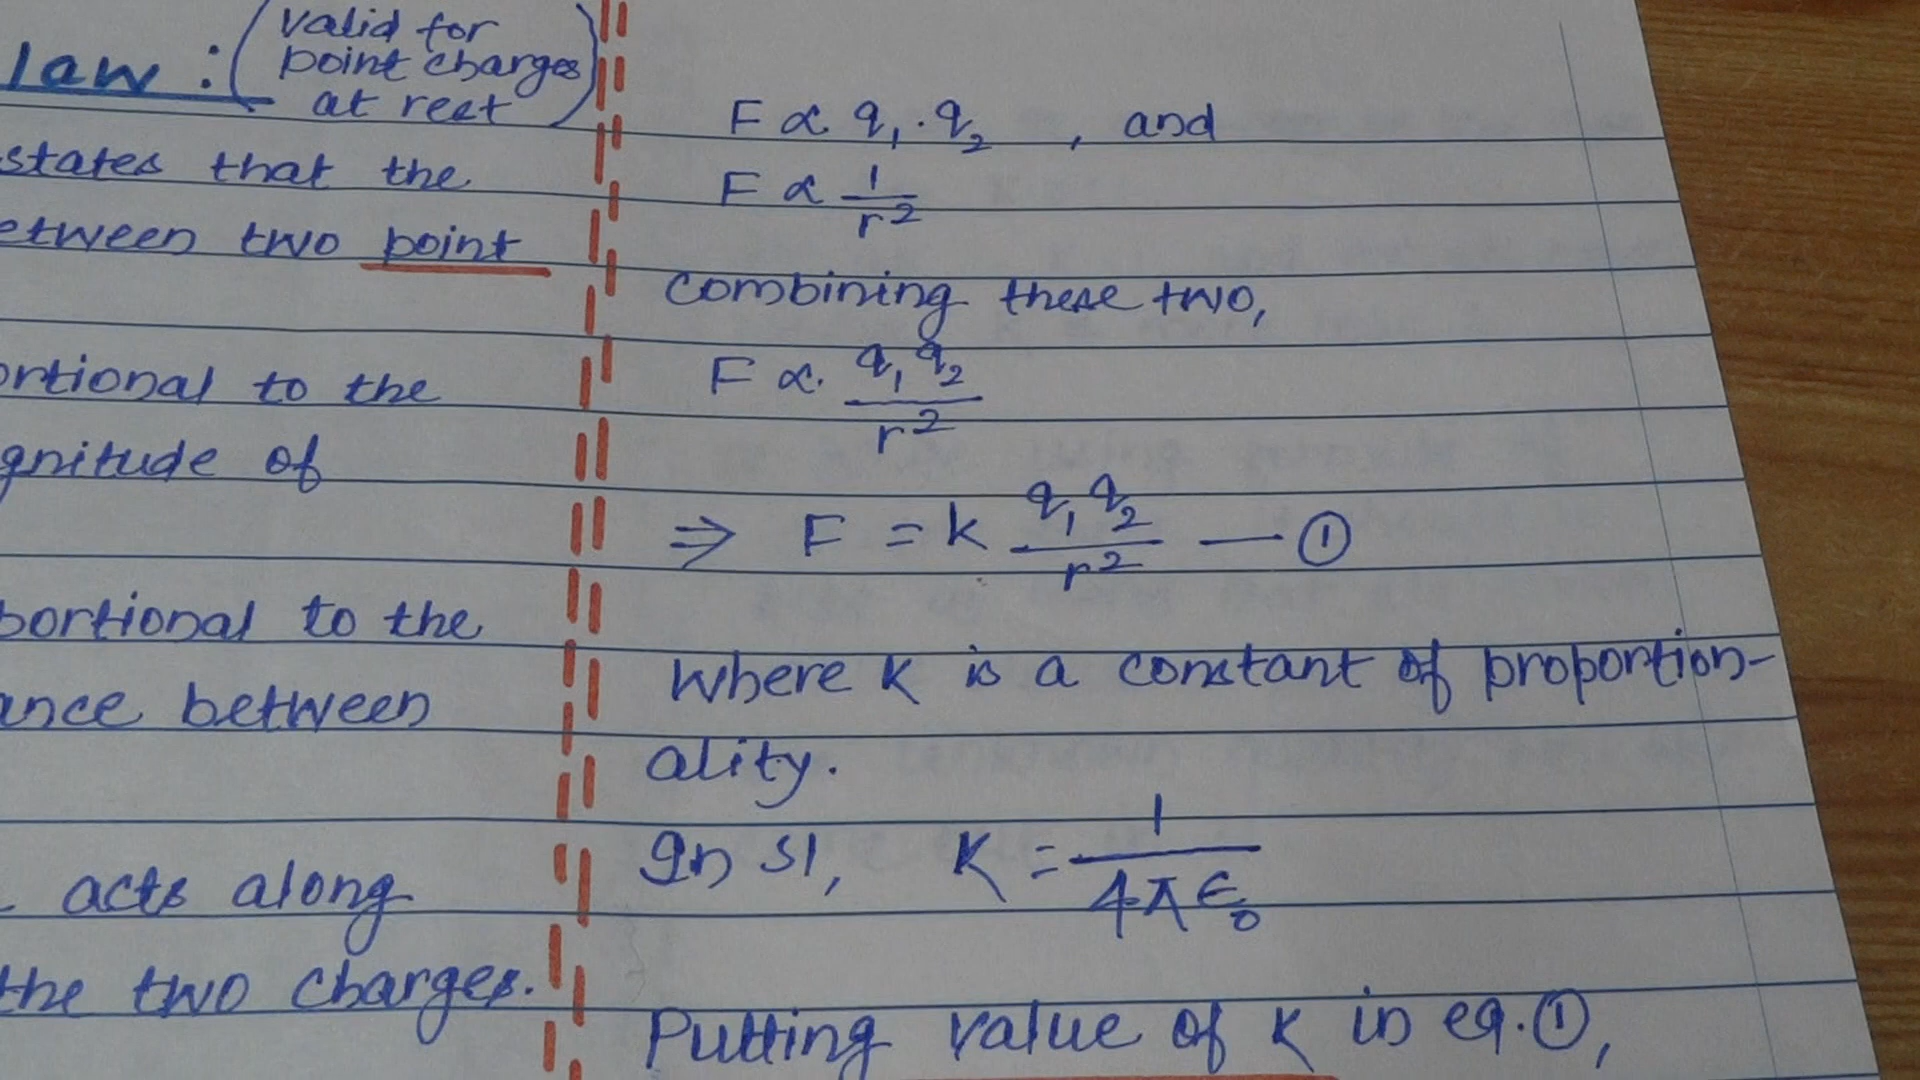 law : (valid for
point charges
at rest)
states that the
etween two point
ortional to the
gnitude of
portional to the
ance between
acts along
the two charges.
F ∝ q₁.q₂ , and
F ∝ 1/r²
combining these two,
F ∝ q₁q₂/r²
⇒ F = k q₁q₂/r² — ①
where K is a constant of proportion-
ality.
In SI, K = 1/4πϵ₀
Putting value of K in eq.①,